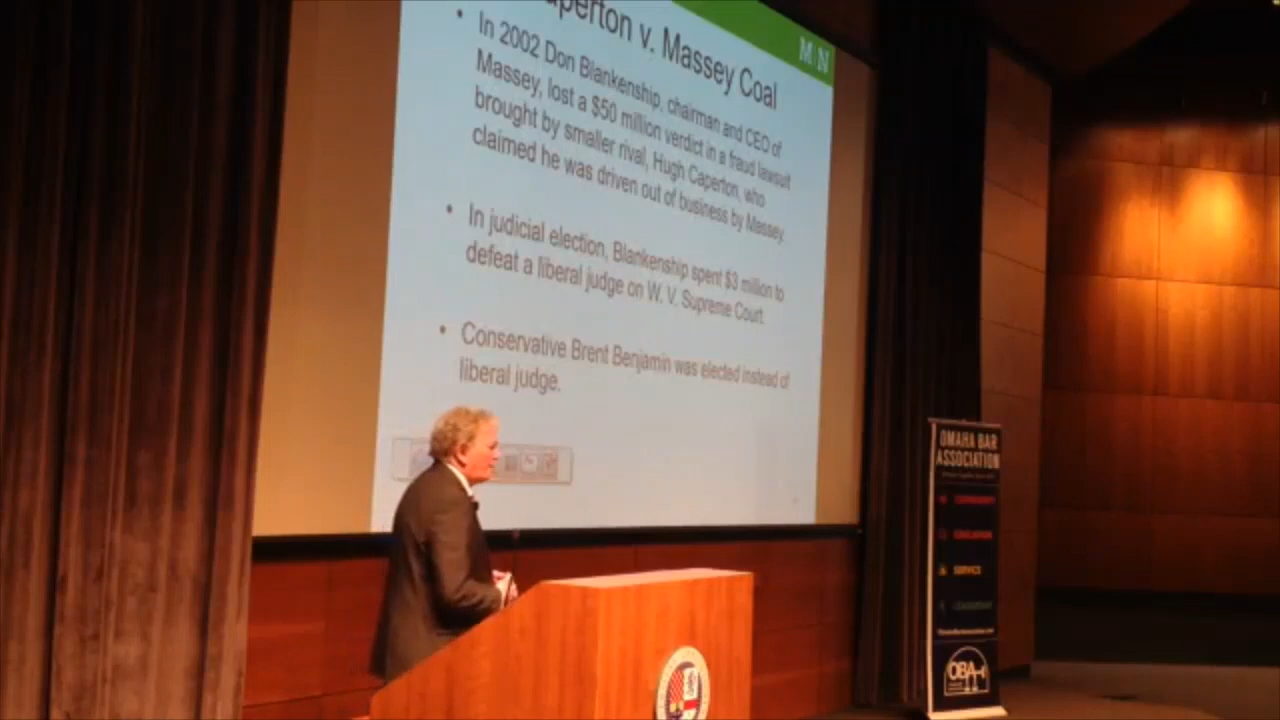 aperton v. Massey Coal
M N
• In 2002 Don Blankenship, chairman and CEO of
Massey, lost a $50 million verdict in a fraud lawsuit
brought by smaller rival, Hugh Caperton, who
claimed he was driven out of business by Massey.
• In judicial election, Blankenship spent $3 million to
defeat a liberal judge on W. V. Supreme Court.
• Conservative Brent Benjamin was elected instead of
liberal judge.
OMAHA BAR
ASSOCIATION
SERVICE
LEADERSHIP
OBA